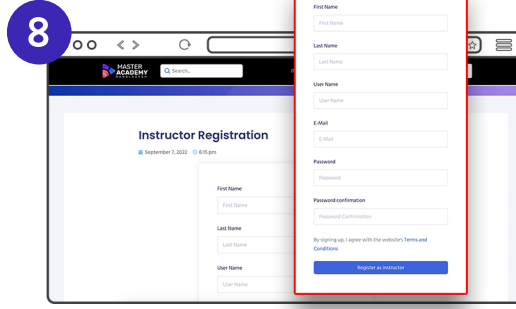 8
MASTER
ACADEMY
BANGLADESH
Search..
Instructor Registration
September 7, 2022 6:15 pm
First Name
First Name
Last Name
Last Name
User Name
User Name
First Name
First Name
Last Name
Last Name
User Name
User Name
E-Mail
E-Mail
Password
Password
Password confirmation
Password Confirmation
By signing up, I agree with the website's Terms and
Conditions
Register as instructor